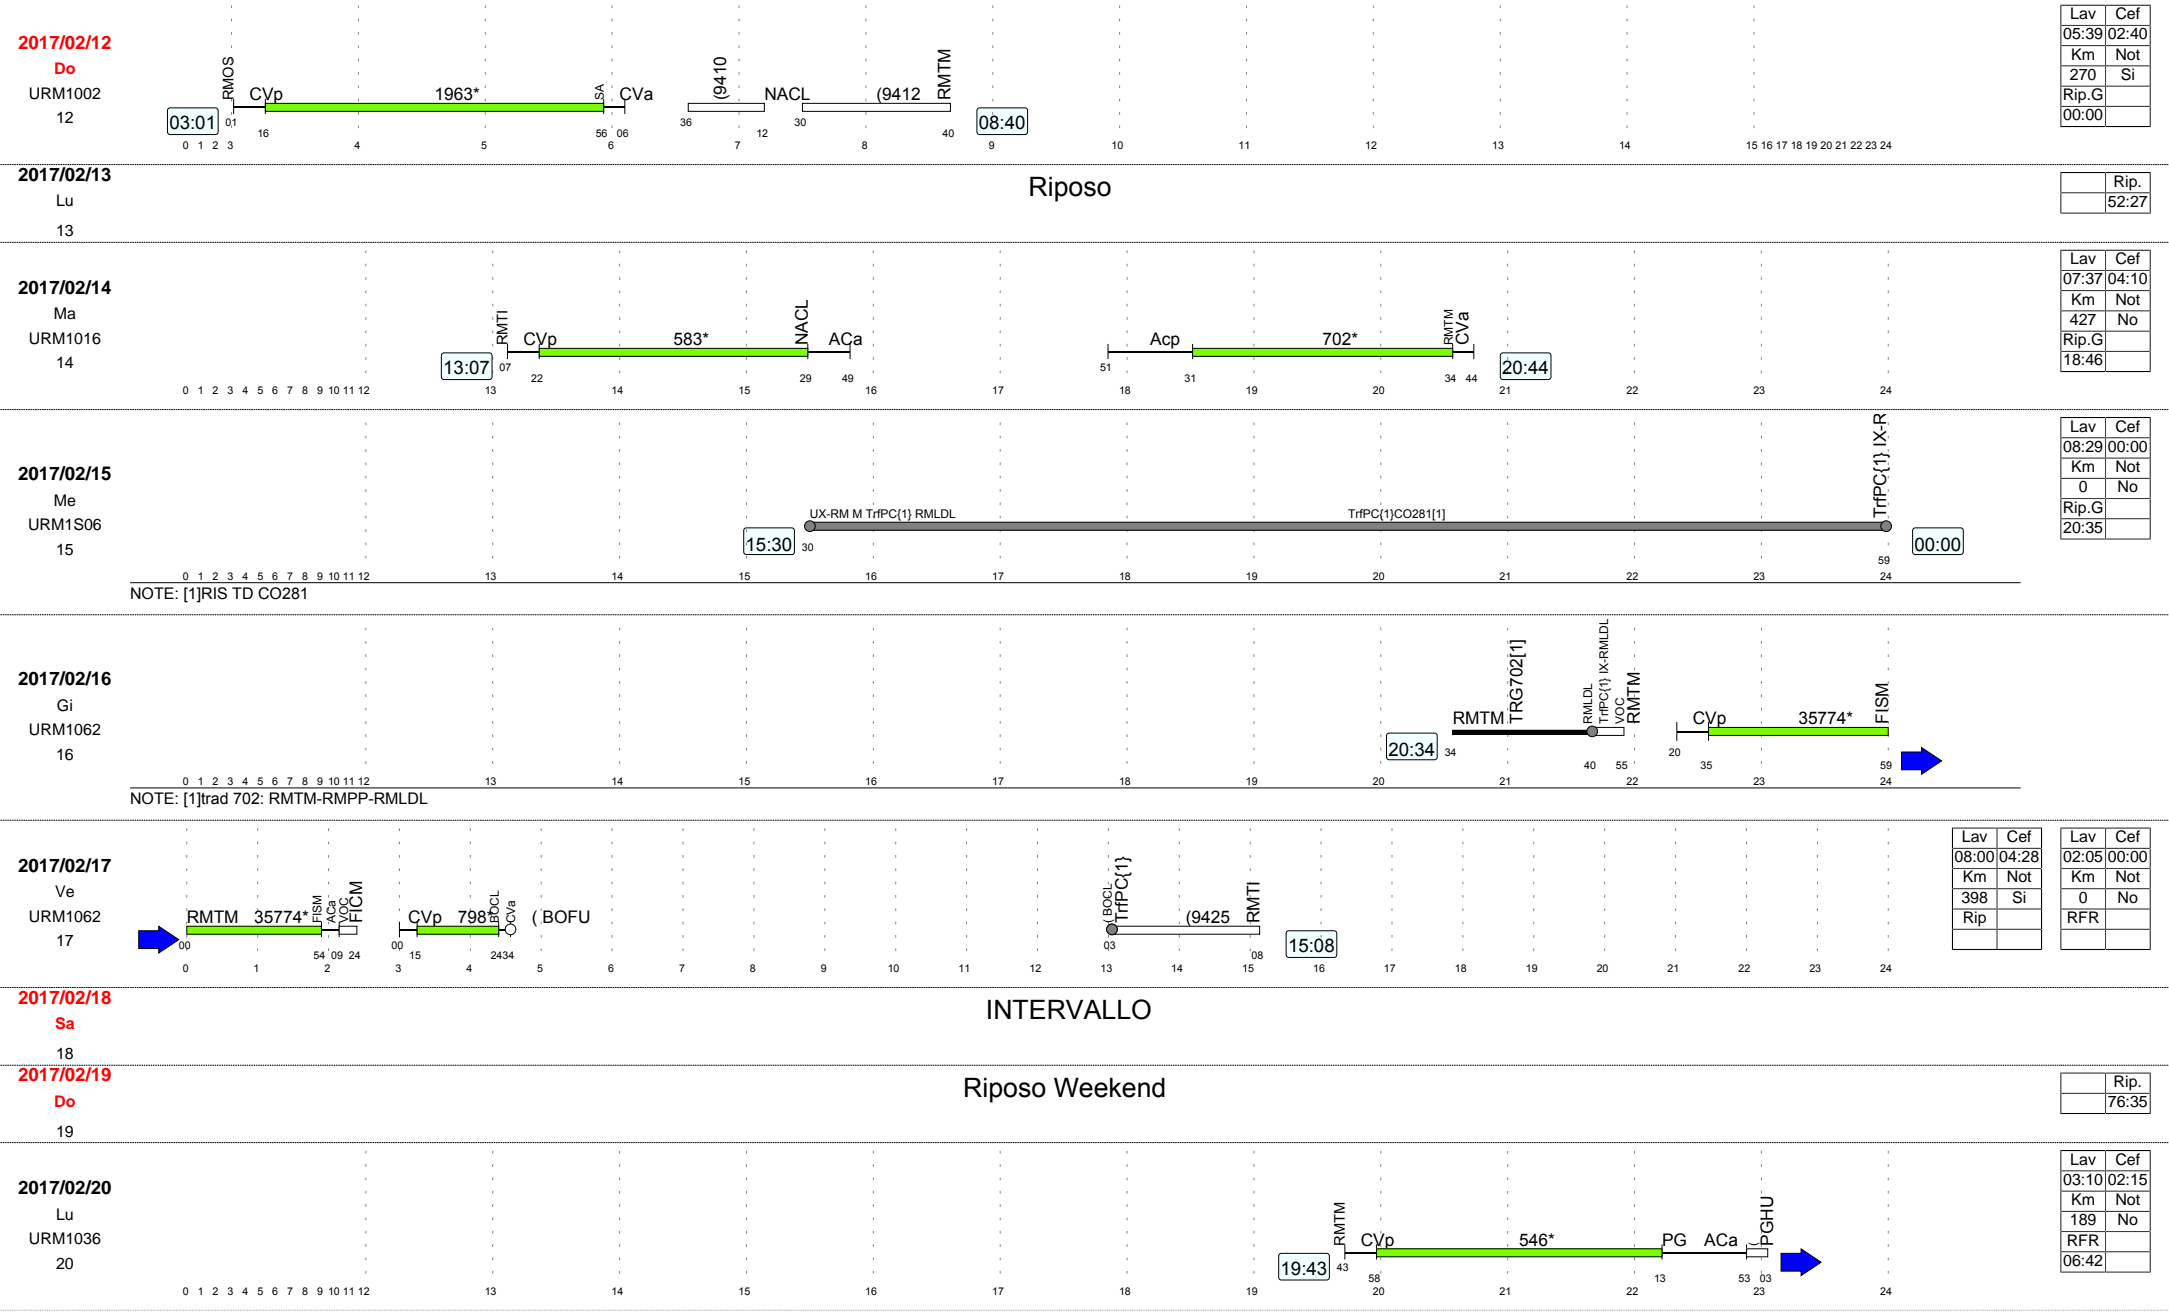 2017/02/12
Do
URM1002
12
03:01
RMOS
CVp
1963*
SA
CVa
(9410
NACL
(9412
RMTM
08:40
01
16
56 06
36
12
30
40
0 1 2 3 4 5 6 7 8 9 10 11 12 13 14 15 16 17 18 19 20 21 22 23 24
Lav Cef
05:39 02:40
Km Not
270 Si
Rip.G
00:00
2017/02/13
Lu
13
Riposo
Rip.
52:27
2017/02/14
Ma
URM1016
14
13:07
RMTI
CVp
583*
NACL
ACa
Acp
702*
RMTM
CVa
20:44
07
22
29
49
51
31
34 44
0 1 2 3 4 5 6 7 8 9 10 11 12 13 14 15 16 17 18 19 20 21 22 23 24
Lav Cef
07:37 04:10
Km Not
427 No
Rip.G
18:46
2017/02/15
Me
URM1S06
15
15:30
UX-RM M TrfPC{1} RMLDL
TrfPC{1}CO281[1]
TrfPC{1} IX-R
00:00
30
59
0 1 2 3 4 5 6 7 8 9 10 11 12 13 14 15 16 17 18 19 20 21 22 23 24
NOTE: [1]RIS TD CO281
Lav Cef
08:29 00:00
Km Not
0 No
Rip.G
20:35
2017/02/16
Gi
URM1062
16
20:34
RMTM
TRG702[1]
RMLDL
TrfPC{1} IX-RMLDL
VOC
RMTM
CVp
35774*
FISM
34
40
55
20
35
59
0 1 2 3 4 5 6 7 8 9 10 11 12 13 14 15 16 17 18 19 20 21 22 23 24
NOTE: [1]trad 702: RMTM-RMPP-RMLDL
2017/02/17
Ve
URM1062
17
RMTM 35774*
FISM
ACa
VOC
FICM
CVp
798*
BOCL
CVa
( BOFU
( BOCL
TrfPC{1}
(9425
RMTI
15:08
00
54 09 24
00
15
2434
03
08
0 1 2 3 4 5 6 7 8 9 10 11 12 13 14 15 16 17 18 19 20 21 22 23 24
Lav Cef
08:00 04:28
Km Not
398 Si
Rip
Lav Cef
02:05 00:00
Km Not
0 No
RFR
2017/02/18
Sa
18
INTERVALLO
2017/02/19
Do
19
Riposo Weekend
Rip.
76:35
2017/02/20
Lu
URM1036
20
19:43
RMTM
CVp
546*
PG
ACa
(
PGHU
43
58
13
53 03
0 1 2 3 4 5 6 7 8 9 10 11 12 13 14 15 16 17 18 19 20 21 22 23 24
Lav Cef
03:10 02:15
Km Not
189 No
RFR
06:42